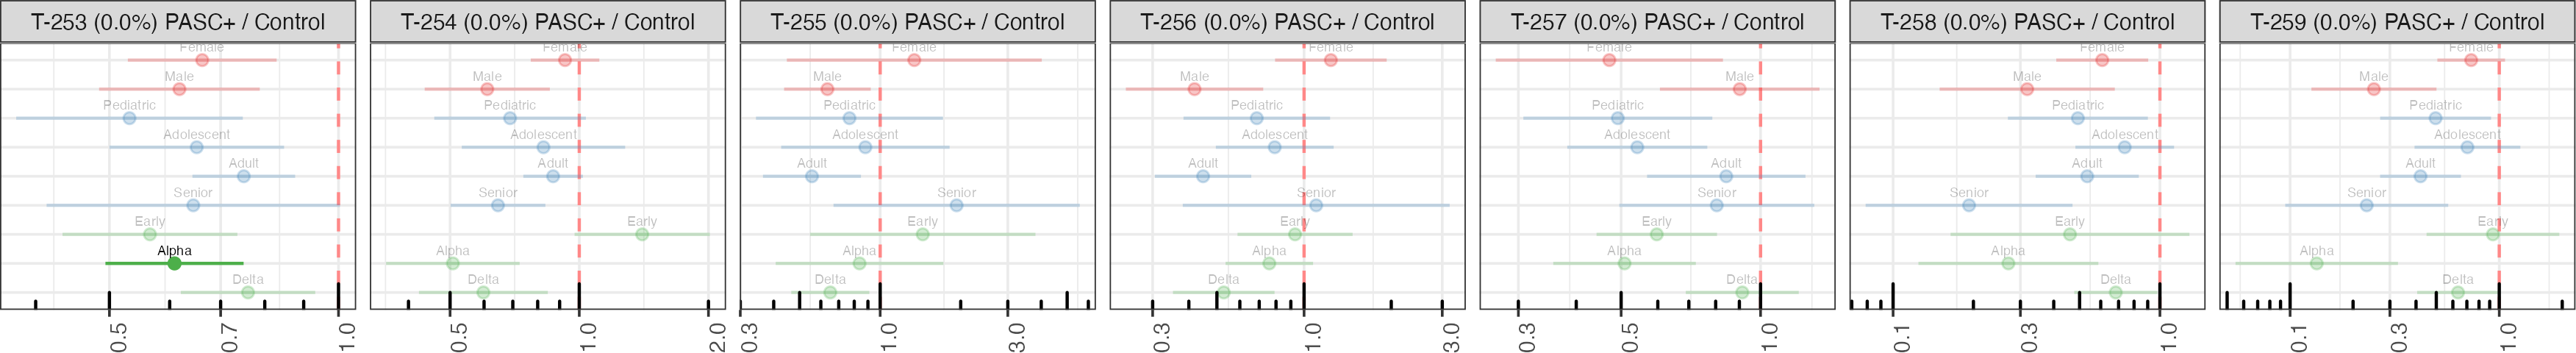 T-253 (0.0%) PASC+ / Control
Female
Male
Pediatric
Adolescent
Adult
Senior
Early
Alpha
Delta
0.5
0.7
1.0
T-254 (0.0%) PASC+ / Control
Female
Male
Pediatric
Adolescent
Adult
Senior
Early
Alpha
Delta
0.5
1.0
2.0
T-255 (0.0%) PASC+ / Control
Female
Male
Pediatric
Adolescent
Adult
Senior
Early
Alpha
Delta
0.3
1.0
3.0
T-256 (0.0%) PASC+ / Control
Female
Male
Pediatric
Adolescent
Adult
Senior
Early
Alpha
Delta
0.3
1.0
3.0
T-257 (0.0%) PASC+ / Control
Female
Male
Pediatric
Adolescent
Adult
Senior
Early
Alpha
Delta
0.3
0.5
1.0
T-258 (0.0%) PASC+ / Control
Female
Male
Pediatric
Adolescent
Adult
Senior
Early
Alpha
Delta
0.1
0.3
1.0
T-259 (0.0%) PASC+ / Control
Female
Male
Pediatric
Adolescent
Adult
Senior
Early
Alpha
Delta
0.1
0.3
1.0